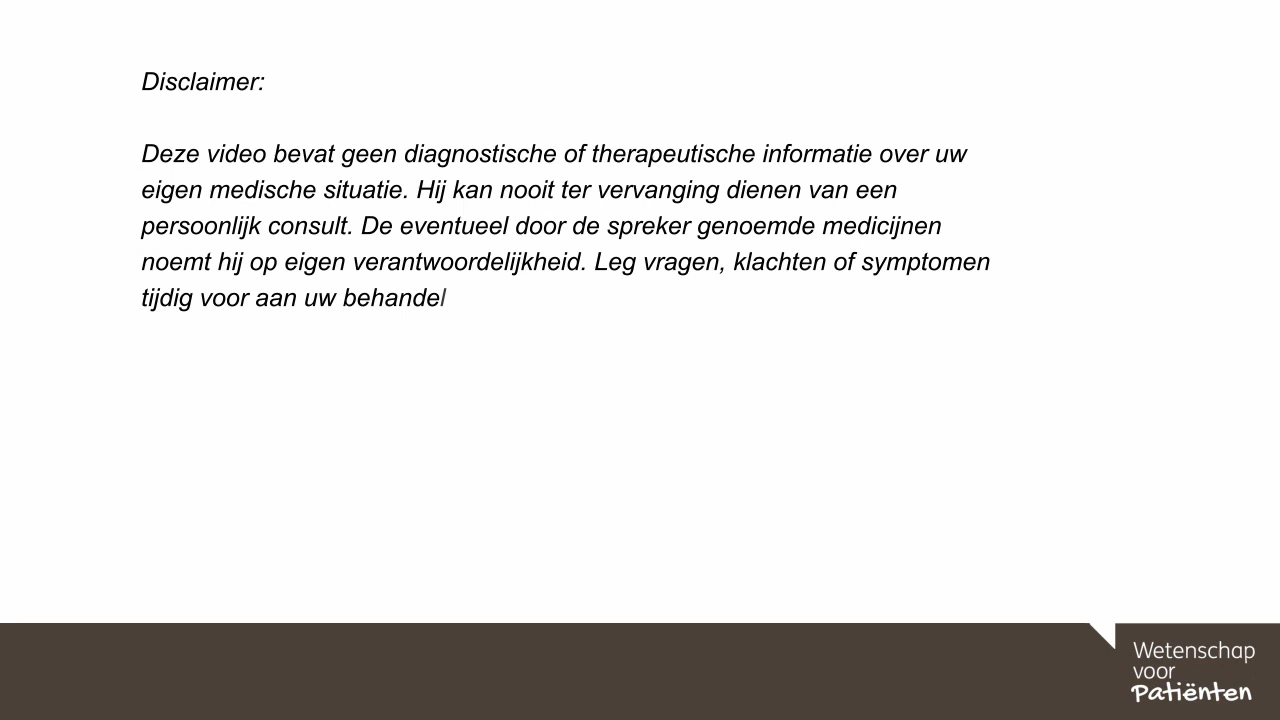 Disclaimer:
Deze video bevat geen diagnostische of therapeutische informatie over uw
eigen medische situatie. Hij kan nooit ter vervanging dienen van een
persoonlijk consult. De eventueel door de spreker genoemde medicijnen
noemt hij op eigen verantwoordelijkheid. Leg vragen, klachten of symptomen
tijdig voor aan uw behandel
Wetenschap
voor
Patiënten